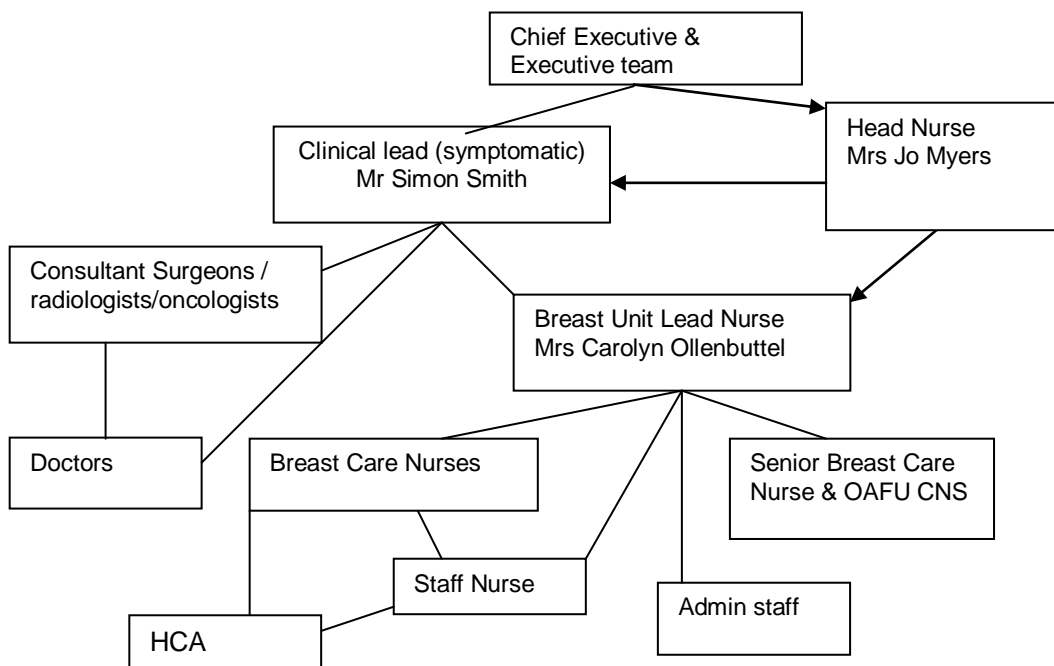 Chief Executive &
Executive team
Head Nurse
Mrs Jo Myers
Clinical lead (symptomatic)
Mr Simon Smith
Consultant Surgeons /
radiologists/oncologists
Breast Unit Lead Nurse
Mrs Carolyn Ollenbuttel
Doctors
Breast Care Nurses
Senior Breast Care
Nurse & OAFU CNS
Staff Nurse
Admin staff
HCA